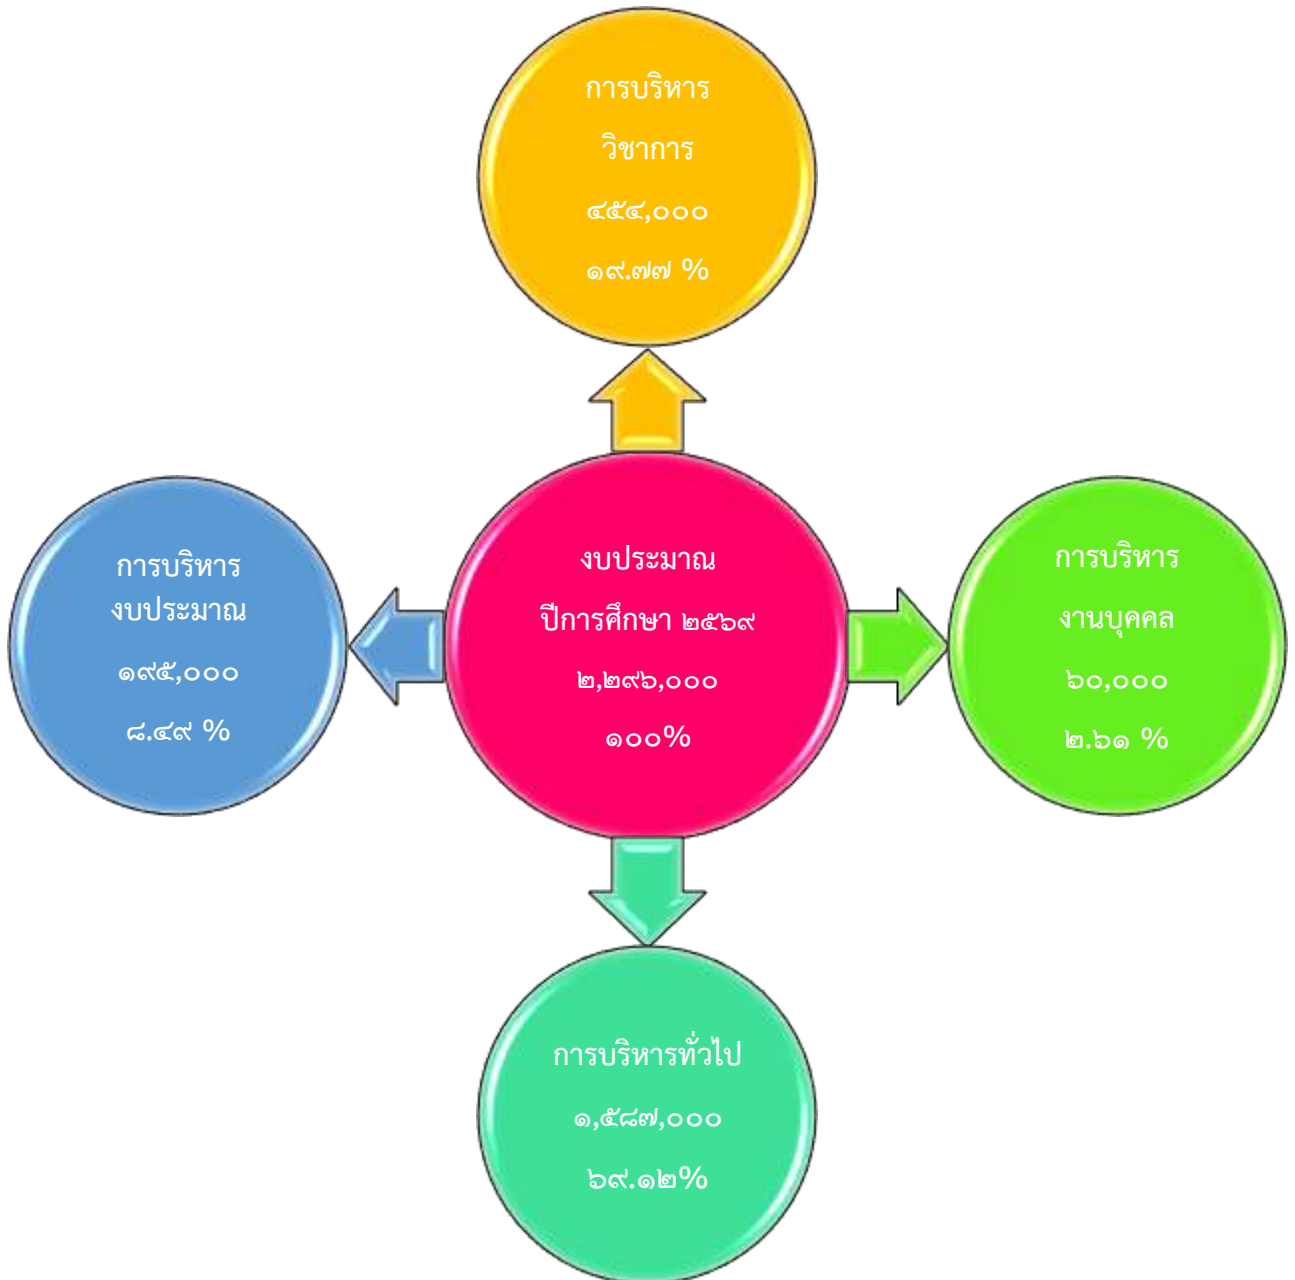 การบริหาร
วิชาการ
๔๕๔,๐๐๐
๑๙.๗๗ %
การบริหาร
งบประมาณ
๑๙๕,๐๐๐
๘.๔๙ %
งบประมาณ
ปีการศึกษา ๒๕๖๙
๒,๒๙๖,๐๐๐
๑๐๐%
การบริหาร
งานบุคคล
๖๐,๐๐๐
๒.๖๑ %
การบริหารทั่วไป
๑,๕๘๗,๐๐๐
๖๙.๑๒%